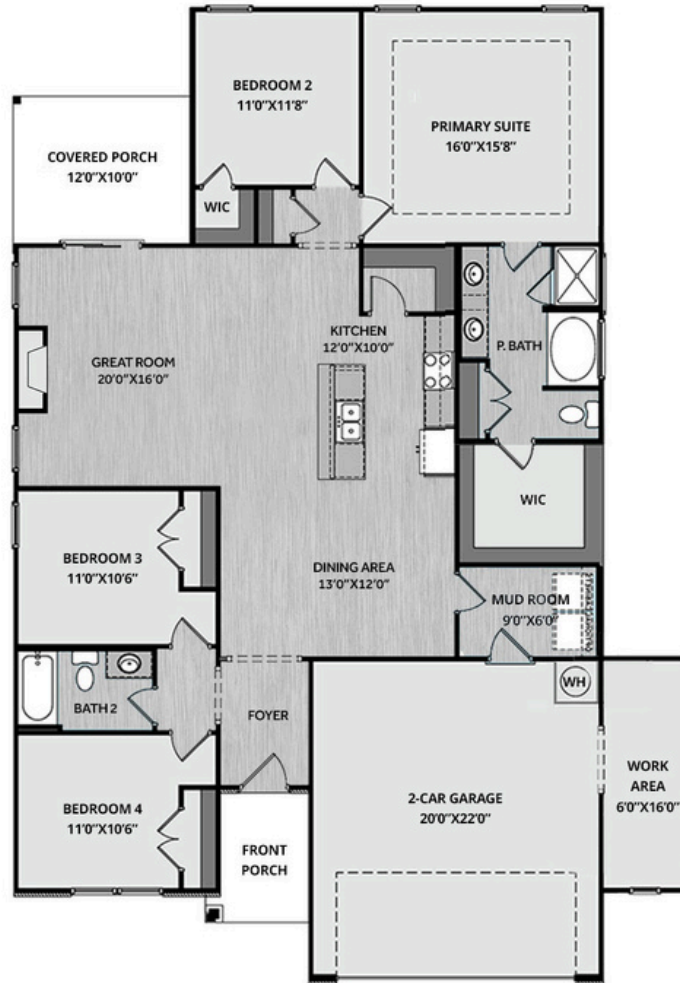 BEDROOM 2
11'0"X11'8"
PRIMARY SUITE
16'0"X15'8"
COVERED PORCH
12'0"X10'0"
WIC
KITCHEN
12'0"X10'0"
GREAT ROOM
20'0"X16'0"
P. BATH
WIC
BEDROOM 3
11'0"X10'6"
DINING AREA
13'0"X12'0"
MUD ROOM
9'0"X6'0"
WH
BATH 2
FOYER
WORK
AREA
6'0"X16'0"
2-CAR GARAGE
20'0"X22'0"
BEDROOM 4
11'0"X10'6"
FRONT
PORCH